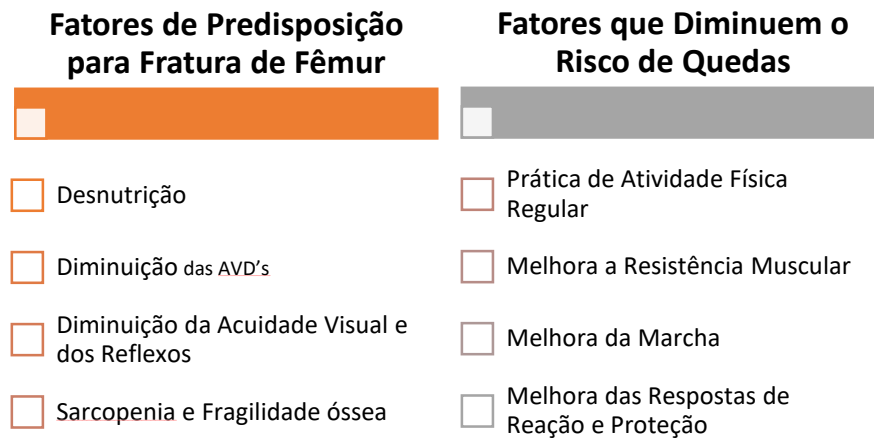 Fatores de Predisposição
para Fratura de Fêmur
Desnutrição
Diminuição das AVD's
Diminuição da Acuidade Visual e
dos Reflexos
Sarcopenia e Fragilidade óssea
Fatores que Diminuem o
Risco de Quedas
Prática de Atividade Física
Regular
Melhora a Resistência Muscular
Melhora da Marcha
Melhora das Respostas de
Reação e Proteção